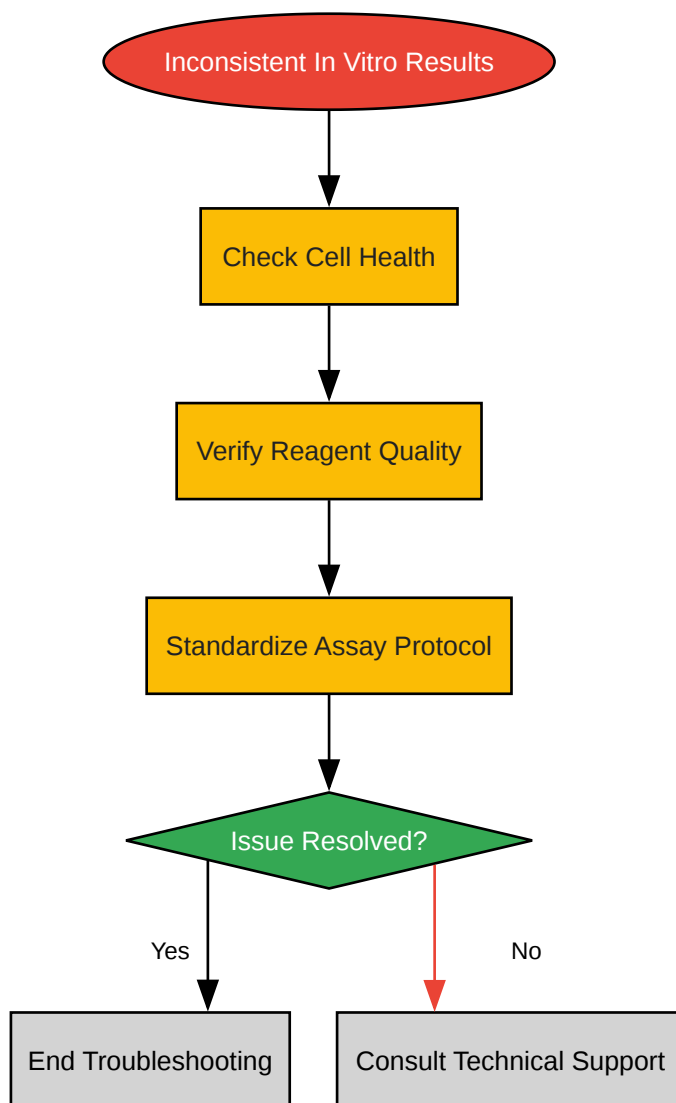 Inconsistent In Vitro Results
Check Cell Health
Verify Reagent Quality
Standardize Assay Protocol
Issue Resolved?
Yes
No
End Troubleshooting
Consult Technical Support